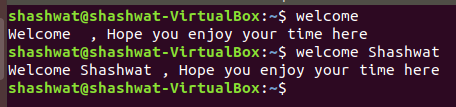 shashwat@shashwat-VirtualBox:~$ welcome
Welcome  , Hope you enjoy your time here
shashwat@shashwat-VirtualBox:~$ welcome Shashwat
Welcome Shashwat , Hope you enjoy your time here
shashwat@shashwat-VirtualBox:~$